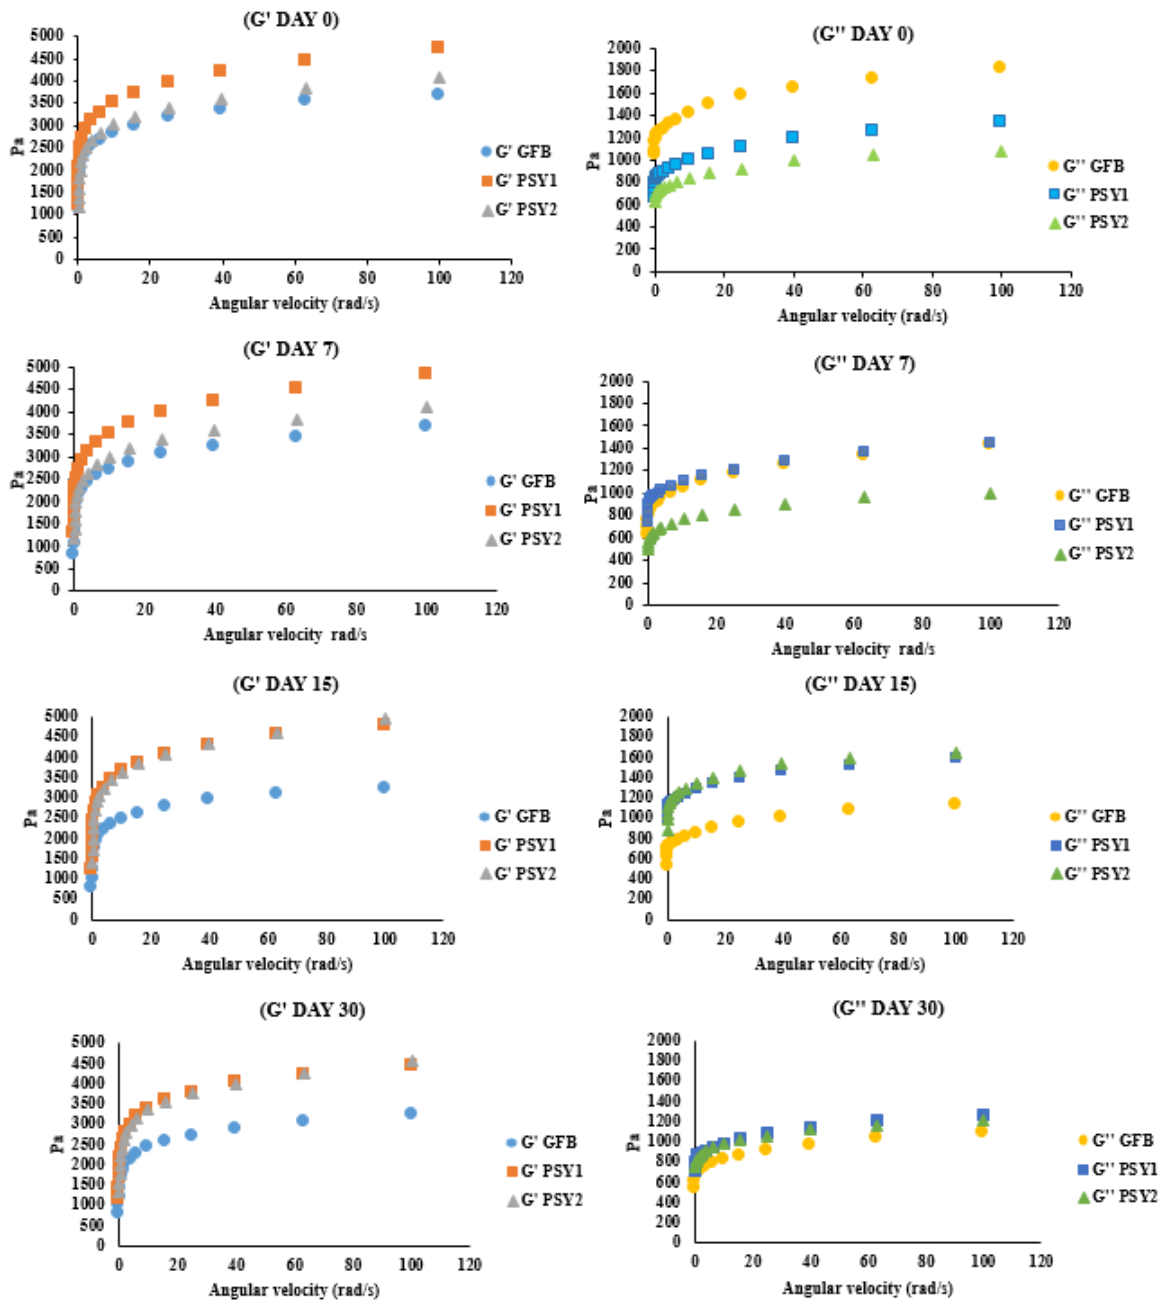 (G' DAY 0)
5000
4500
4000
3500
3000
2500
2000
1500
1000
500
0
Pa
0 20 40 60 80 100 120
Angular velocity (rad/s)
G' GFB
G' PSY1
G' PSY2
(G'' DAY 0)
2000
1800
1600
1400
1200
1000
800
600
400
200
0
Pa
0 20 40 60 80 100 120
Angular velocity (rad/s)
G'' GFB
G'' PSY1
G'' PSY2
(G' DAY 7)
5000
4500
4000
3500
3000
2500
2000
1500
1000
500
0
Pa
0 20 40 60 80 100 120
Angular velocity rad/s
G' GFB
G' PSY1
G' PSY2
(G'' DAY 7)
2000
1800
1600
1400
1200
1000
800
600
400
200
0
Pa
0 20 40 60 80 100 120
Angular velocity rad/s
G'' GFB
G'' PSY1
G'' PSY2
(G' DAY 15)
5000
4500
4000
3500
3000
2500
2000
1500
1000
500
0
Pa
0 20 40 60 80 100 120
Angular velocity (rad/s)
G' GFB
G' PSY1
G' PSY2
(G'' DAY 15)
2000
1800
1600
1400
1200
1000
800
600
400
200
0
Pa
0 20 40 60 80 100 120
Angular velocity (rad/s)
G'' GFB
G'' PSY1
G'' PSY2
(G' DAY 30)
5000
4500
4000
3500
3000
2500
2000
1500
1000
500
0
Pa
0 20 40 60 80 100 120
Angular velocity (rad/s)
G' GFB
G' PSY1
G' PSY2
(G'' DAY 30)
2000
1800
1600
1400
1200
1000
800
600
400
200
0
Pa
0 20 40 60 80 100 120
Angular velocity (rad/s)
G'' GFB
G'' PSY1
G'' PSY2